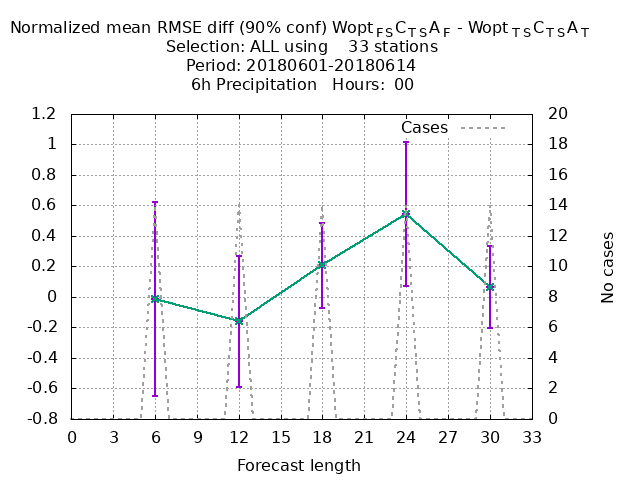 Normalized mean RMSE diff (90% conf) Wopt FS C TS A F - Wopt TS C TS A T
Selection: ALL using 33 stations
Period: 20180601-20180614
6h Precipitation Hours: 00
Cases
1.2
1
0.8
0.6
0.4
0.2
0
-0.2
-0.4
-0.6
-0.8
20
18
16
14
12
10
8
6
4
2
0
No cases
0 3 6 9 12 15 18 21 24 27 30 33
Forecast length